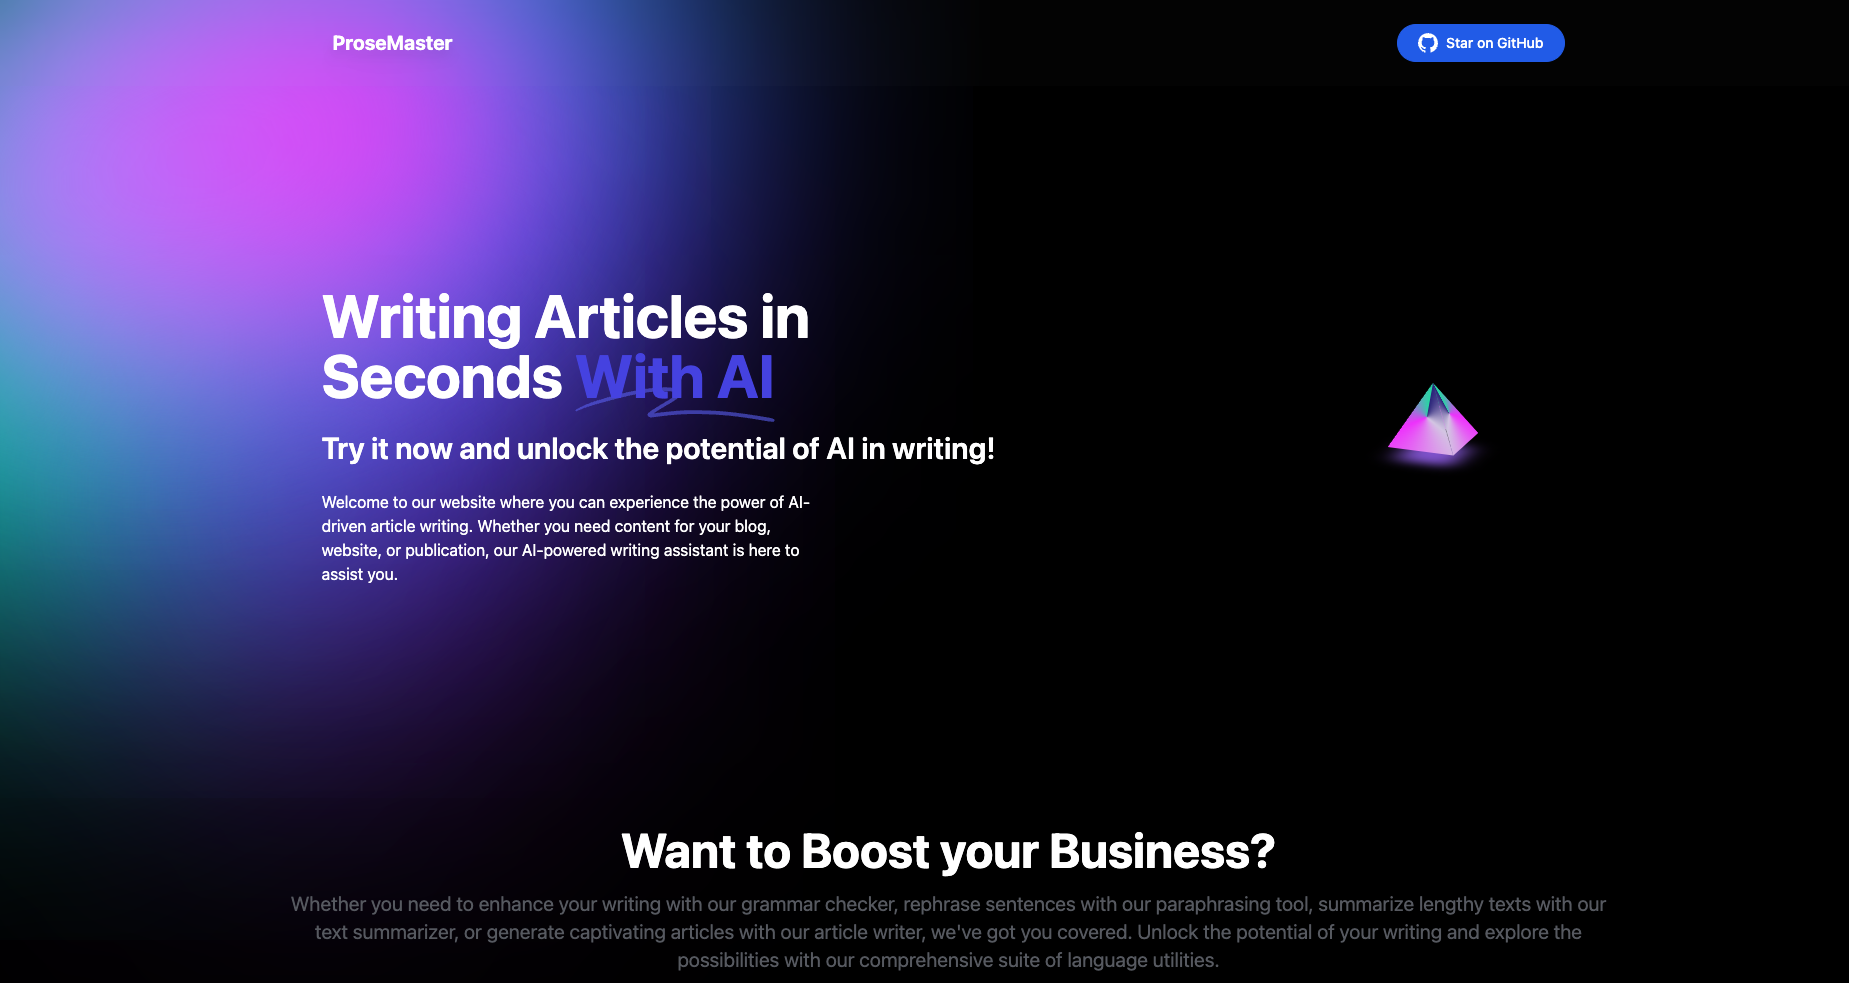 ProseMaster
Star on GitHub
Writing Articles in
Seconds With AI
Try it now and unlock the potential of AI in writing!
Welcome to our website where you can experience the power of AI-
driven article writing. Whether you need content for your blog,
website, or publication, our AI-powered writing assistant is here to
assist you.
Want to Boost your Business?
Whether you need to enhance your writing with our grammar checker, rephrase sentences with our paraphrasing tool, summarize lengthy texts with our
text summarizer, or generate captivating articles with our article writer, we've got you covered. Unlock the potential of your writing and explore the
possibilities with our comprehensive suite of language utilities.